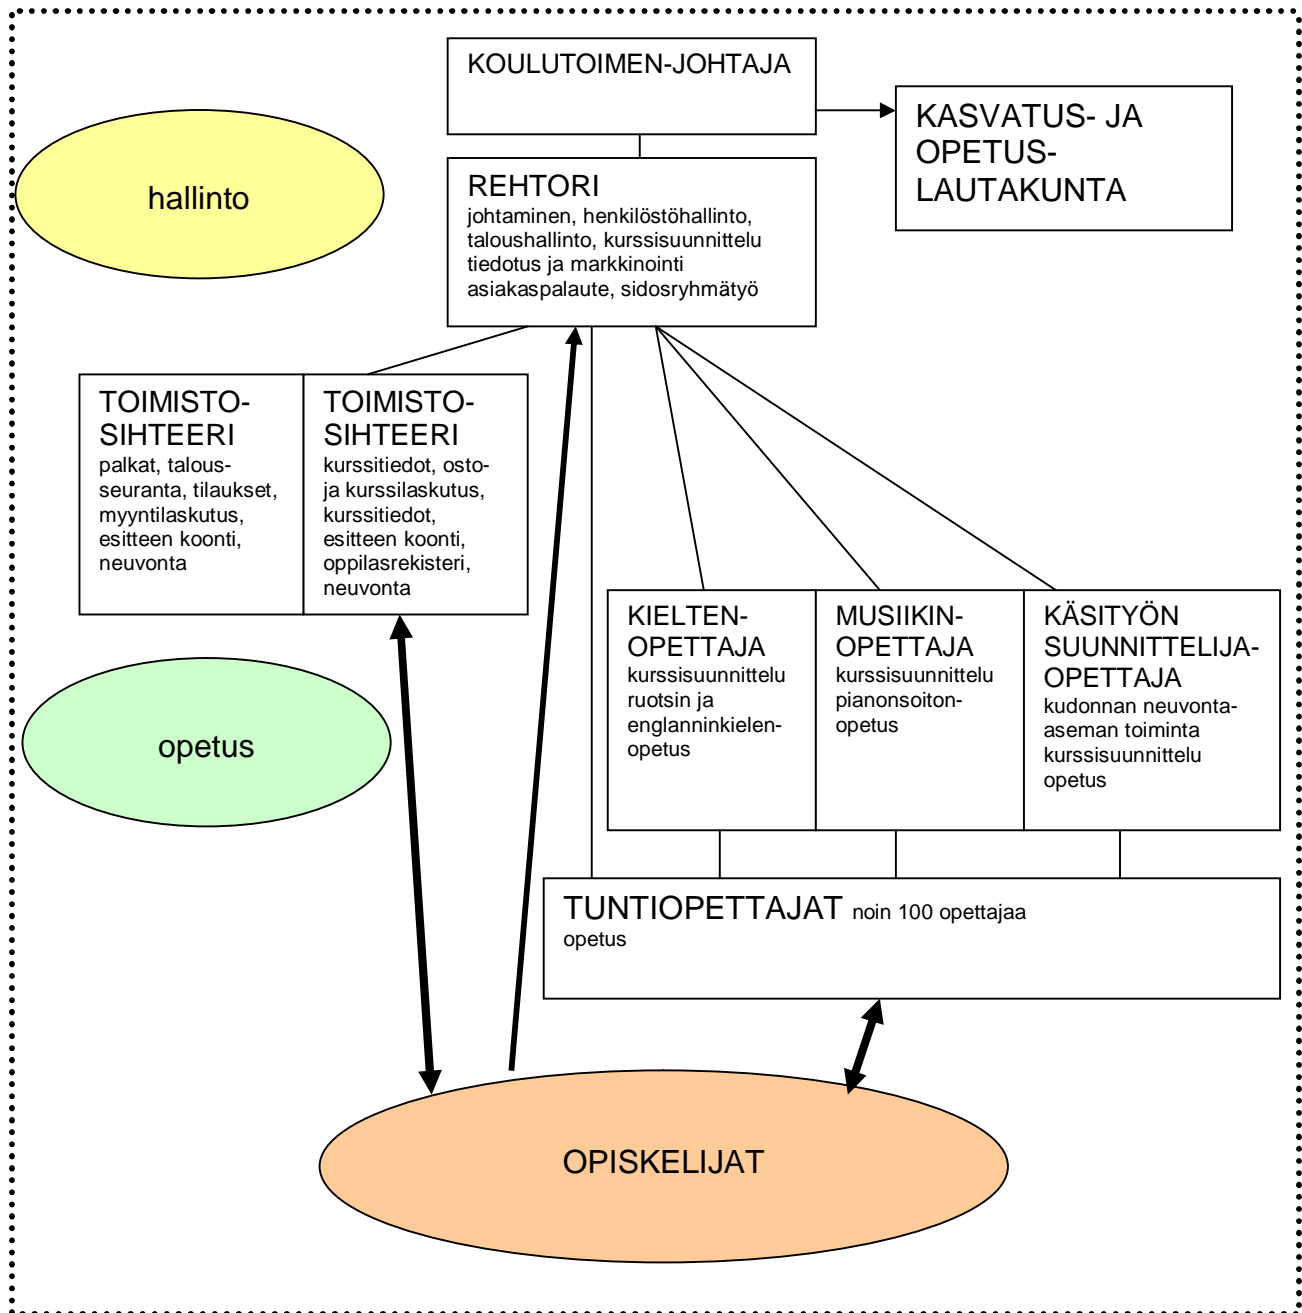 KOULUTOIMEN-JOHTAJA
KASVATUS- JA
OPETUS-
LAUTAKUNTA
hallinto
REHTORI
johtaminen, henkilöstöhallinto,
taloushallinto, kurssisuunnittelu
tiedotus ja markkinointi
asiakaspalaute, sidosryhmätyö
TOIMISTO-
SIHTEERI
palkat, talous-
seuranta, tilaukset,
myyntilaskutus,
esitteen koonti,
neuvonta
TOIMISTO-
SIHTEERI
kurssitiedot, osto-
ja kurssilaskutus,
kurssitiedot,
esitteen koonti,
oppilasrekisteri,
neuvonta
KIELTEN-
OPETTAJA
kurssisuunnittelu
ruotsin ja
englanninkielen-
opetus
MUSIIKIN-
OPETTAJA
kurssisuunnittelu
pianonsoiton-
opetus
KÄSITYÖN
SUUNNITTELIJA-
OPETTAJA
kudonnan neuvonta-
aseman toiminta
kurssisuunnittelu
opetus
opetus
TUNTIOPETTAJAT noin 100 opettajaa
opetus
OPISKELIJAT